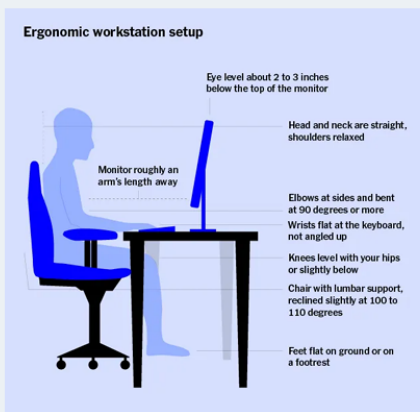 Ergonomic workstation setup
Eye level about 2 to 3 inches
below the top of the monitor
Head and neck are straight,
shoulders relaxed
Monitor roughly an
arm's length away
Elbows at sides and bent
at 90 degrees or more
Wrists flat at the keyboard,
not angled up
Knees level with your hips
or slightly below
Chair with lumbar support,
reclined slightly at 100 to
110 degrees
Feet flat on ground or on
a footrest